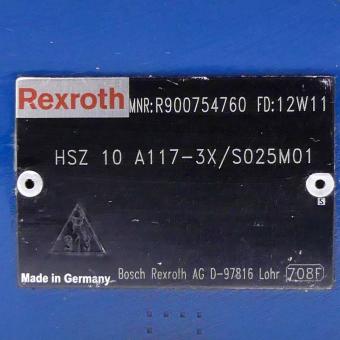 Rexroth MNR:R900754760 FD:12W11
HSZ 10 A117-3X/S025M01
Made in Germany
Bosch Rexroth AG D-97816 Lohr 708F